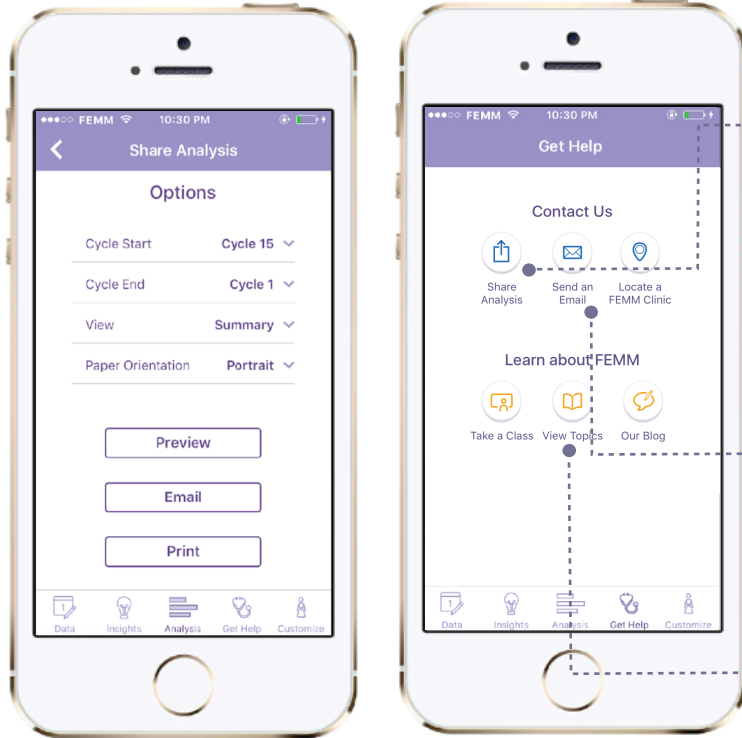 ●●●○○ FEMM 10:30 PM
Share Analysis
Options
Cycle Start Cycle 15
Cycle End Cycle 1
View Summary
Paper Orientation Portrait
Preview
Email
Print
1
Data Insights Analysis Get Help Customize
●●●○○ FEMM 10:30 PM
Get Help
Contact Us
Share Analysis
Send an Email
Locate a FEMM Clinic
Learn about FEMM
Take a Class View Topics Our Blog
1
Data Insights Analysis Get Help Customize